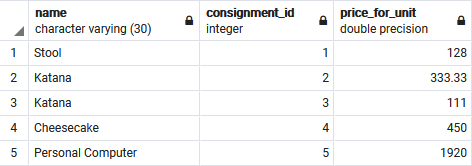 name consignment_id price_for_unit
character varying (30) integer double precision
1 Stool 1 128
2 Katana 2 333.33
3 Katana 3 111
4 Cheesecake 4 450
5 Personal Computer 5 1920